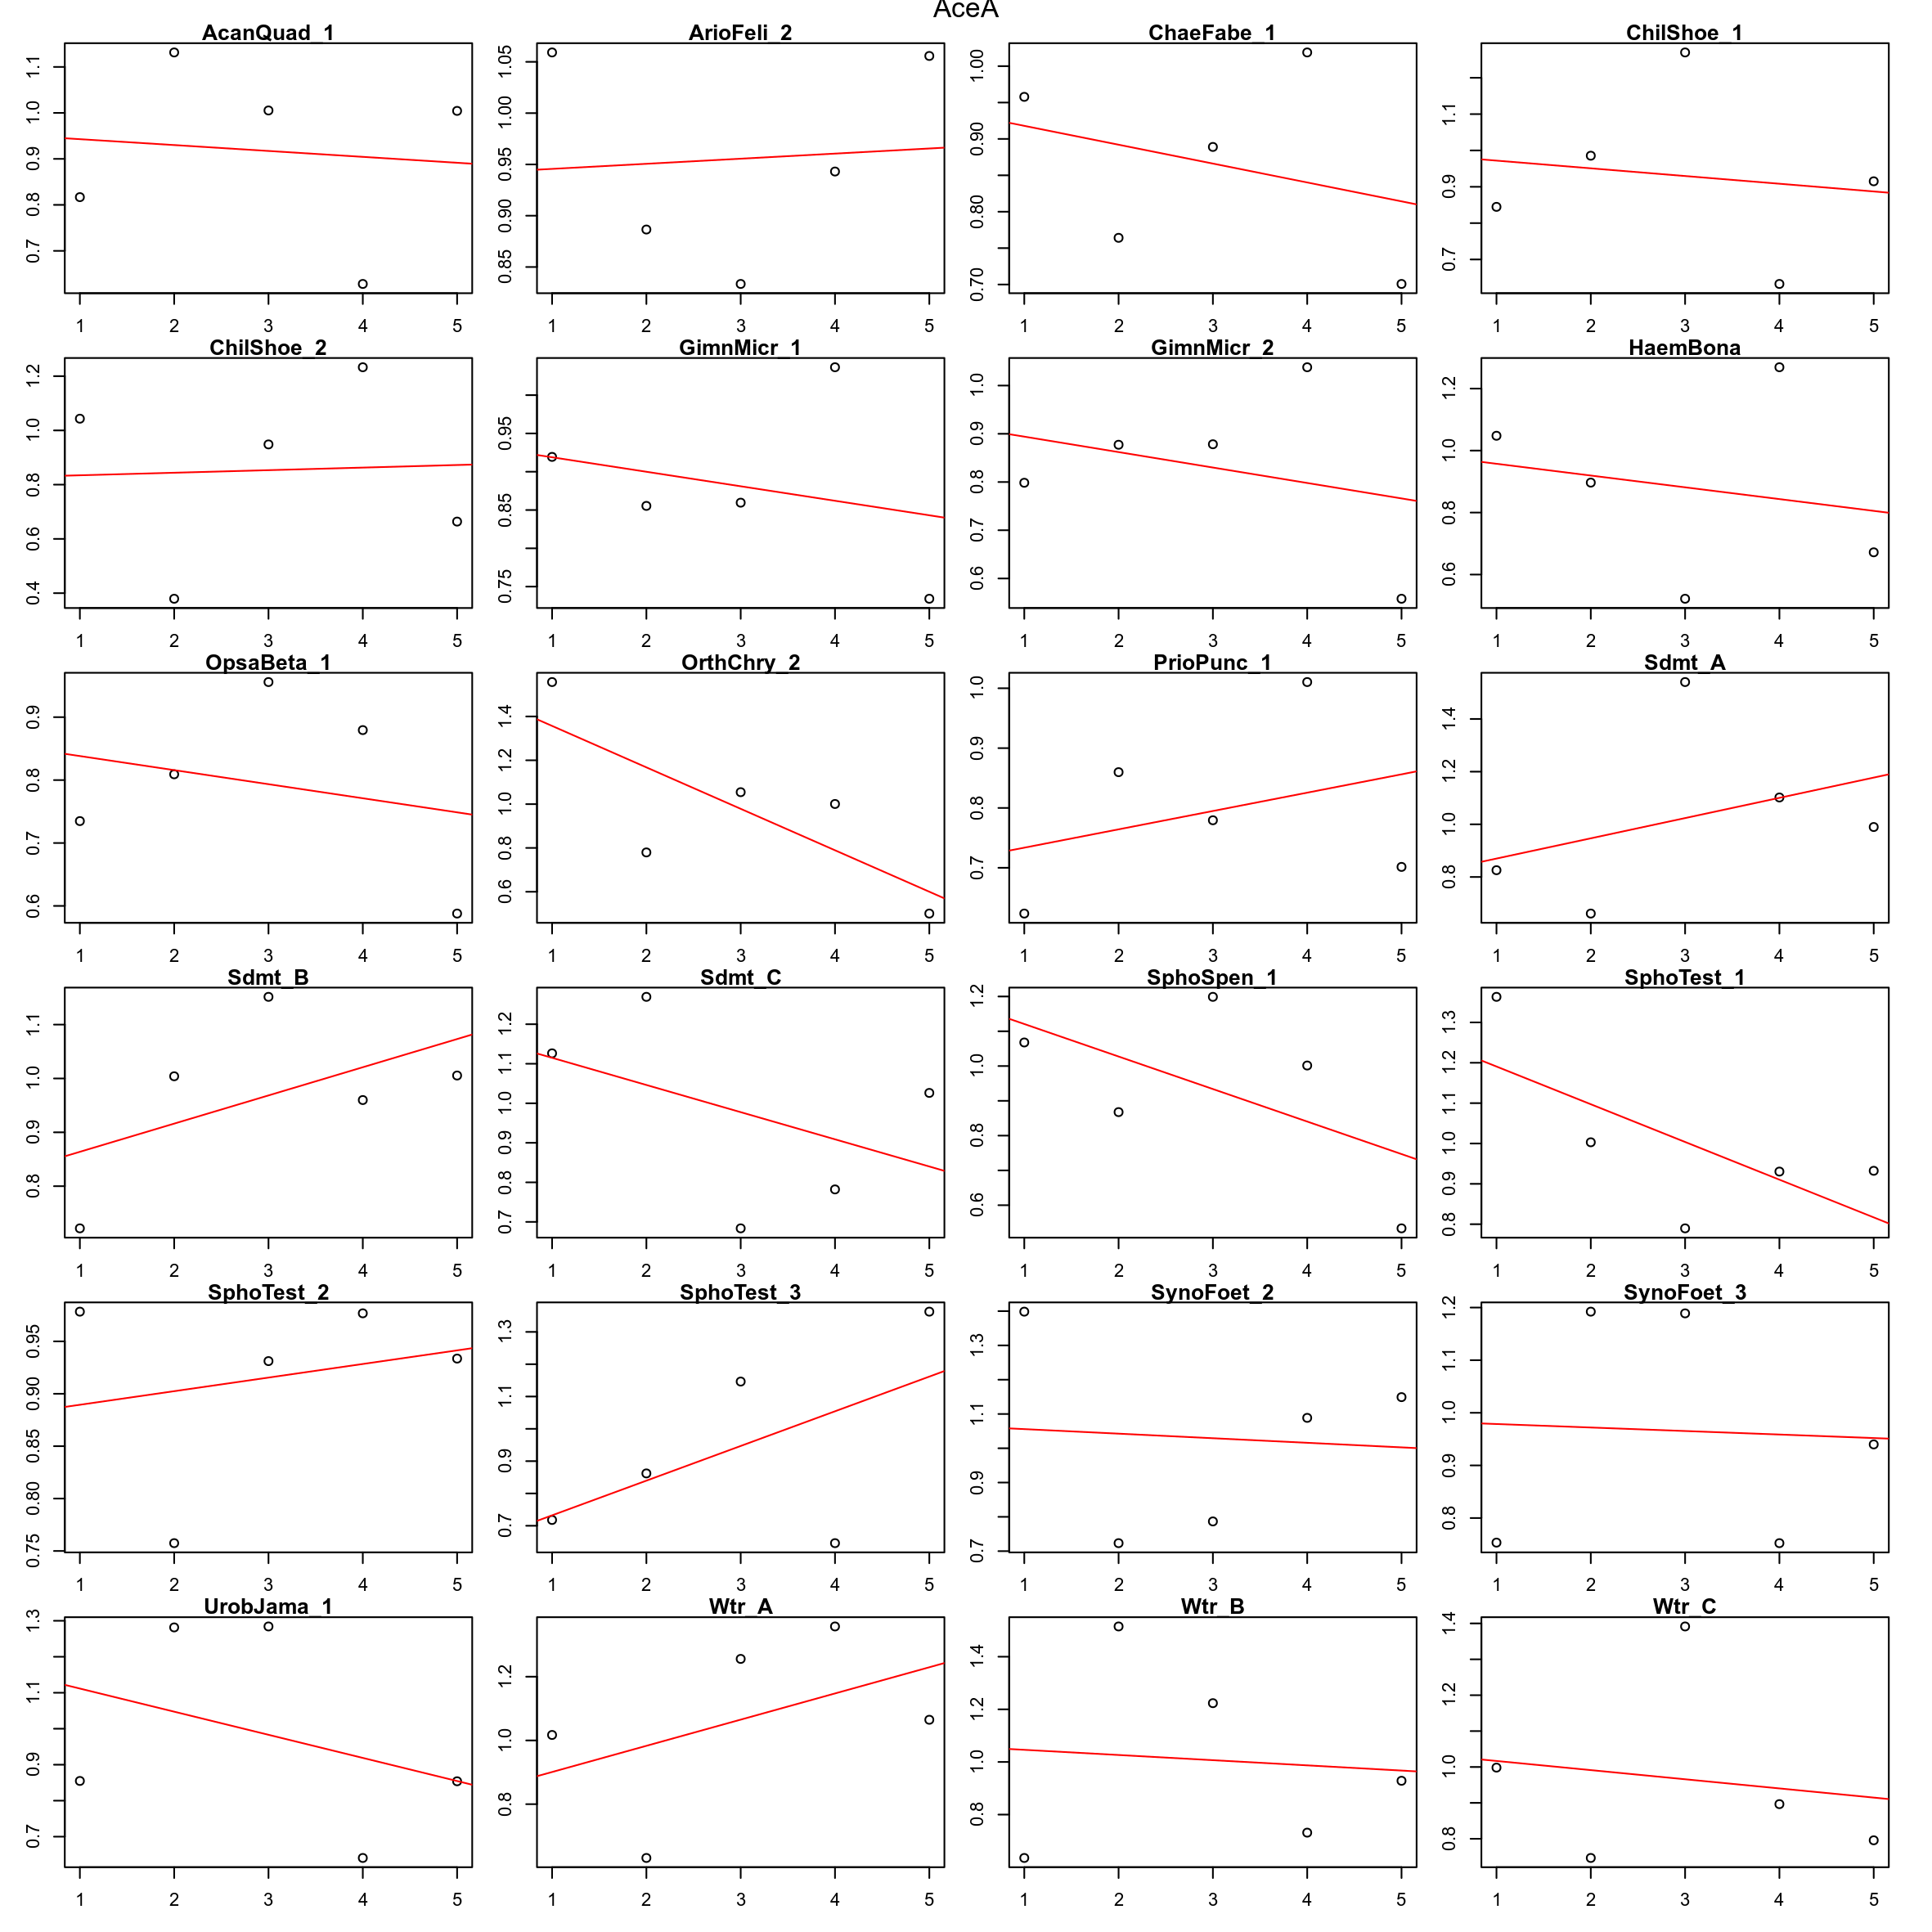 AceA
AcanQuad_1
0.7 0.8 0.9 1.0 1.1
1 2 3 4 5
ArioFeli_2
0.85 0.90 0.95 1.00 1.05
1 2 3 4 5
ChaeFabe_1
0.70 0.80 0.90 1.00
1 2 3 4 5
ChilShoe_1
0.7 0.9 1.1
1 2 3 4 5
ChilShoe_2
0.4 0.6 0.8 1.0 1.2
1 2 3 4 5
GimnMicr_1
0.75 0.85 0.95
1 2 3 4 5
GimnMicr_2
0.6 0.7 0.8 0.9 1.0
1 2 3 4 5
HaemBona
0.6 0.8 1.0 1.2
1 2 3 4 5
OpsaBeta_1
0.6 0.7 0.8 0.9
1 2 3 4 5
OrthChry_2
0.6 0.8 1.0 1.2 1.4
1 2 3 4 5
PrioPunc_1
0.7 0.8 0.9 1.0
1 2 3 4 5
Sdmt_A
0.8 1.0 1.2 1.4
1 2 3 4 5
Sdmt_B
0.8 0.9 1.0 1.1
1 2 3 4 5
Sdmt_C
0.7 0.8 0.9 1.0 1.1 1.2
1 2 3 4 5
SphoSpen_1
0.6 0.8 1.0 1.2
1 2 3 4 5
SphoTest_1
0.8 0.9 1.0 1.1 1.2 1.3
1 2 3 4 5
SphoTest_2
0.75 0.80 0.85 0.90 0.95
1 2 3 4 5
SphoTest_3
0.7 0.9 1.1 1.3
1 2 3 4 5
SynoFoet_2
0.7 0.9 1.1 1.3
1 2 3 4 5
SynoFoet_3
0.8 0.9 1.0 1.1 1.2
1 2 3 4 5
UrobJama_1
0.7 0.9 1.1 1.3
1 2 3 4 5
Wtr_A
0.8 1.0 1.2
1 2 3 4 5
Wtr_B
0.8 1.0 1.2 1.4
1 2 3 4 5
Wtr_C
0.8 1.0 1.2 1.4
1 2 3 4 5